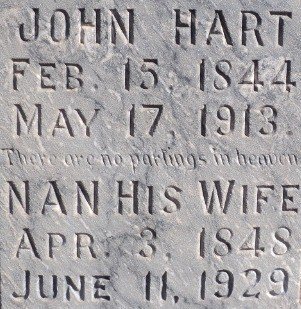 JOHN HART
FEB. 15, 1844
MAY 17, 1913.
There are no partings in heaven
NAN HIS WIFE
APR. 3, 1848
JUNE 11, 1929